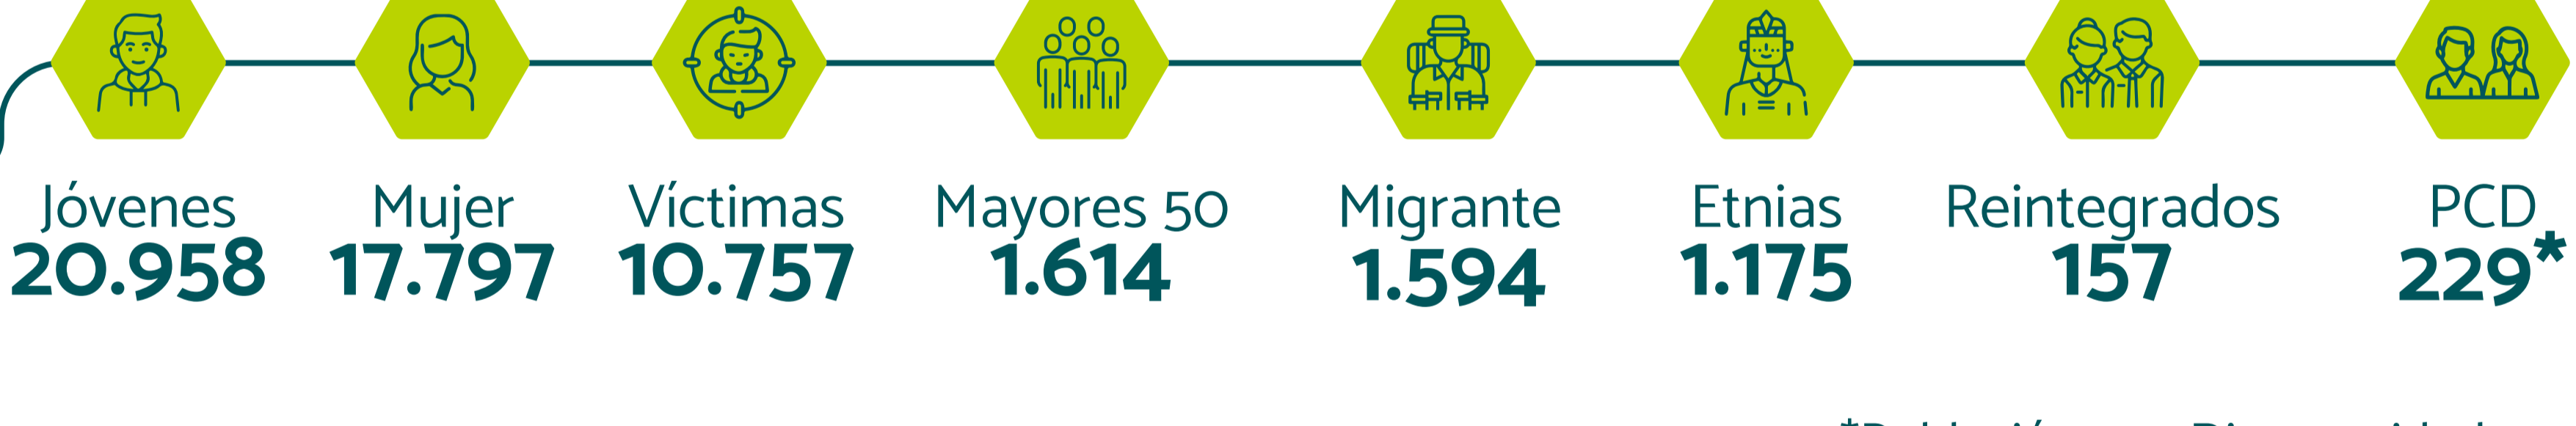 Jóvenes Mujer Víctimas Mayores 50 Migrante Etnias Reintegrados PCD
20.958 17.797 10.757 1.614 1.594 1.175 157 229*